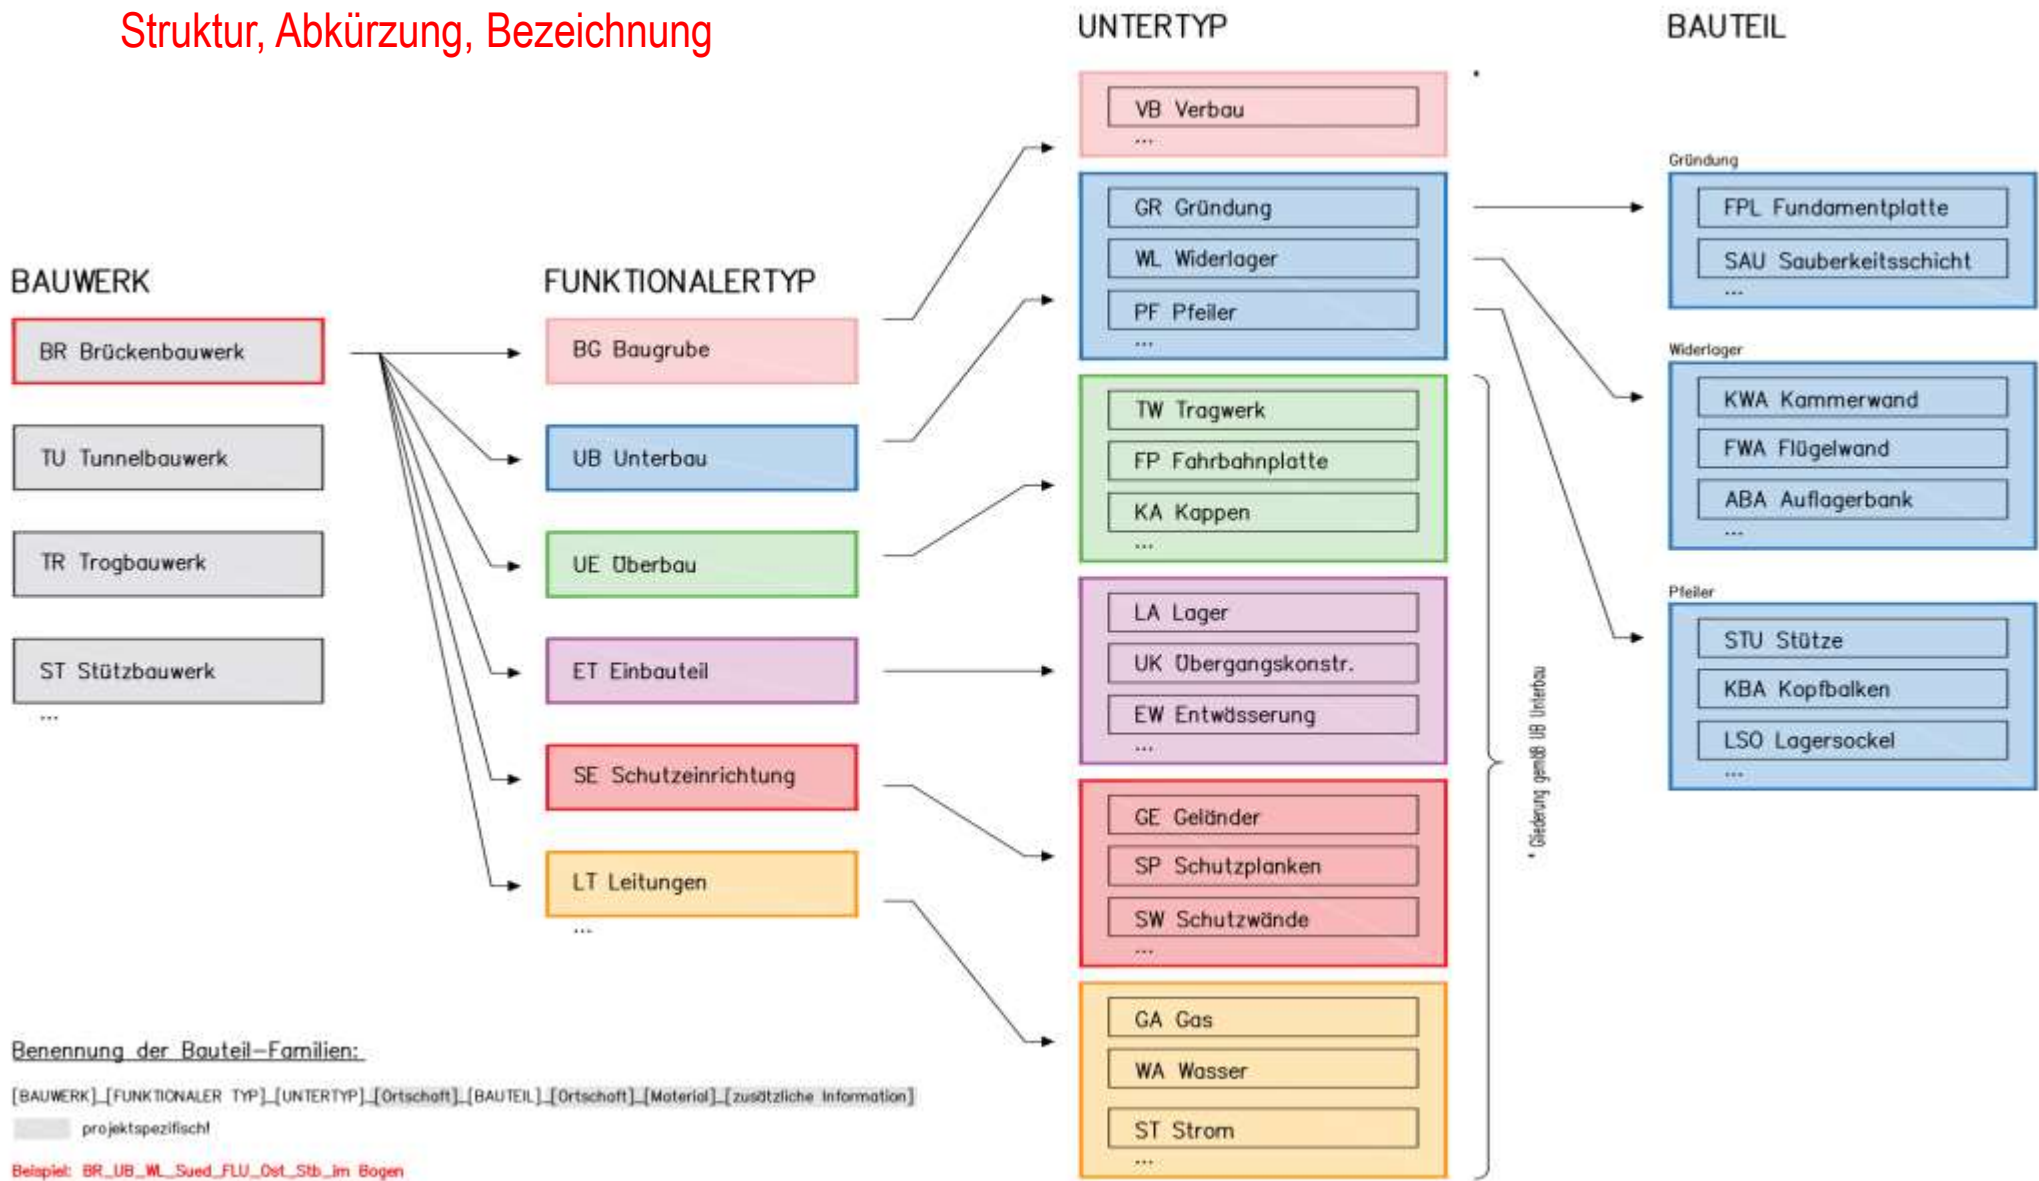 Struktur, Abkürzung, Bezeichnung
BAUWERK
BR Brückenbauwerk
TU Tunnelbauwerk
TR Trogbauwerk
ST Stützbauwerk
...
FUNKTIONALERTYP
BG Baugrube
UB Unterbau
UE Überbau
ET Einbauteil
SE Schutzeinrichtung
LT Leitungen
...
UNTERTYP
VB Verbau
...
GR Gründung
WL Widerlager
PF Pfeiler
...
TW Tragwerk
FP Fahrbahnplatte
KA Kappen
...
LA Lager
UK Übergangskonstr.
EW Entwässerung
...
GE Geländer
SP Schutzplanken
SW Schutzwände
...
GA Gas
WA Wasser
ST Strom
...
*
* Gliederung gemäß UB Unterbau
BAUTEIL
Gründung
FPL Fundamentplatte
SAU Sauberkeitsschicht
...
Widerlager
KWA Kammerwand
FWA Flügelwand
ABA Auflagerbank
...
Pfeiler
STU Stütze
KBA Kopfbalken
LSO Lagersockel
...
Benennung der Bauteil-Familien:
[BAUWERK]_[FUNKTIONALER TYP]_[UNTERTYP]_[Ortschaft]_[BAUTEIL]_[Ortschaft]_[Material]_[zusätzliche Information]
projektspezifisch!
Beispiel: BR_UB_WL_Sued_FLU_Ost_Stb_im Bogen